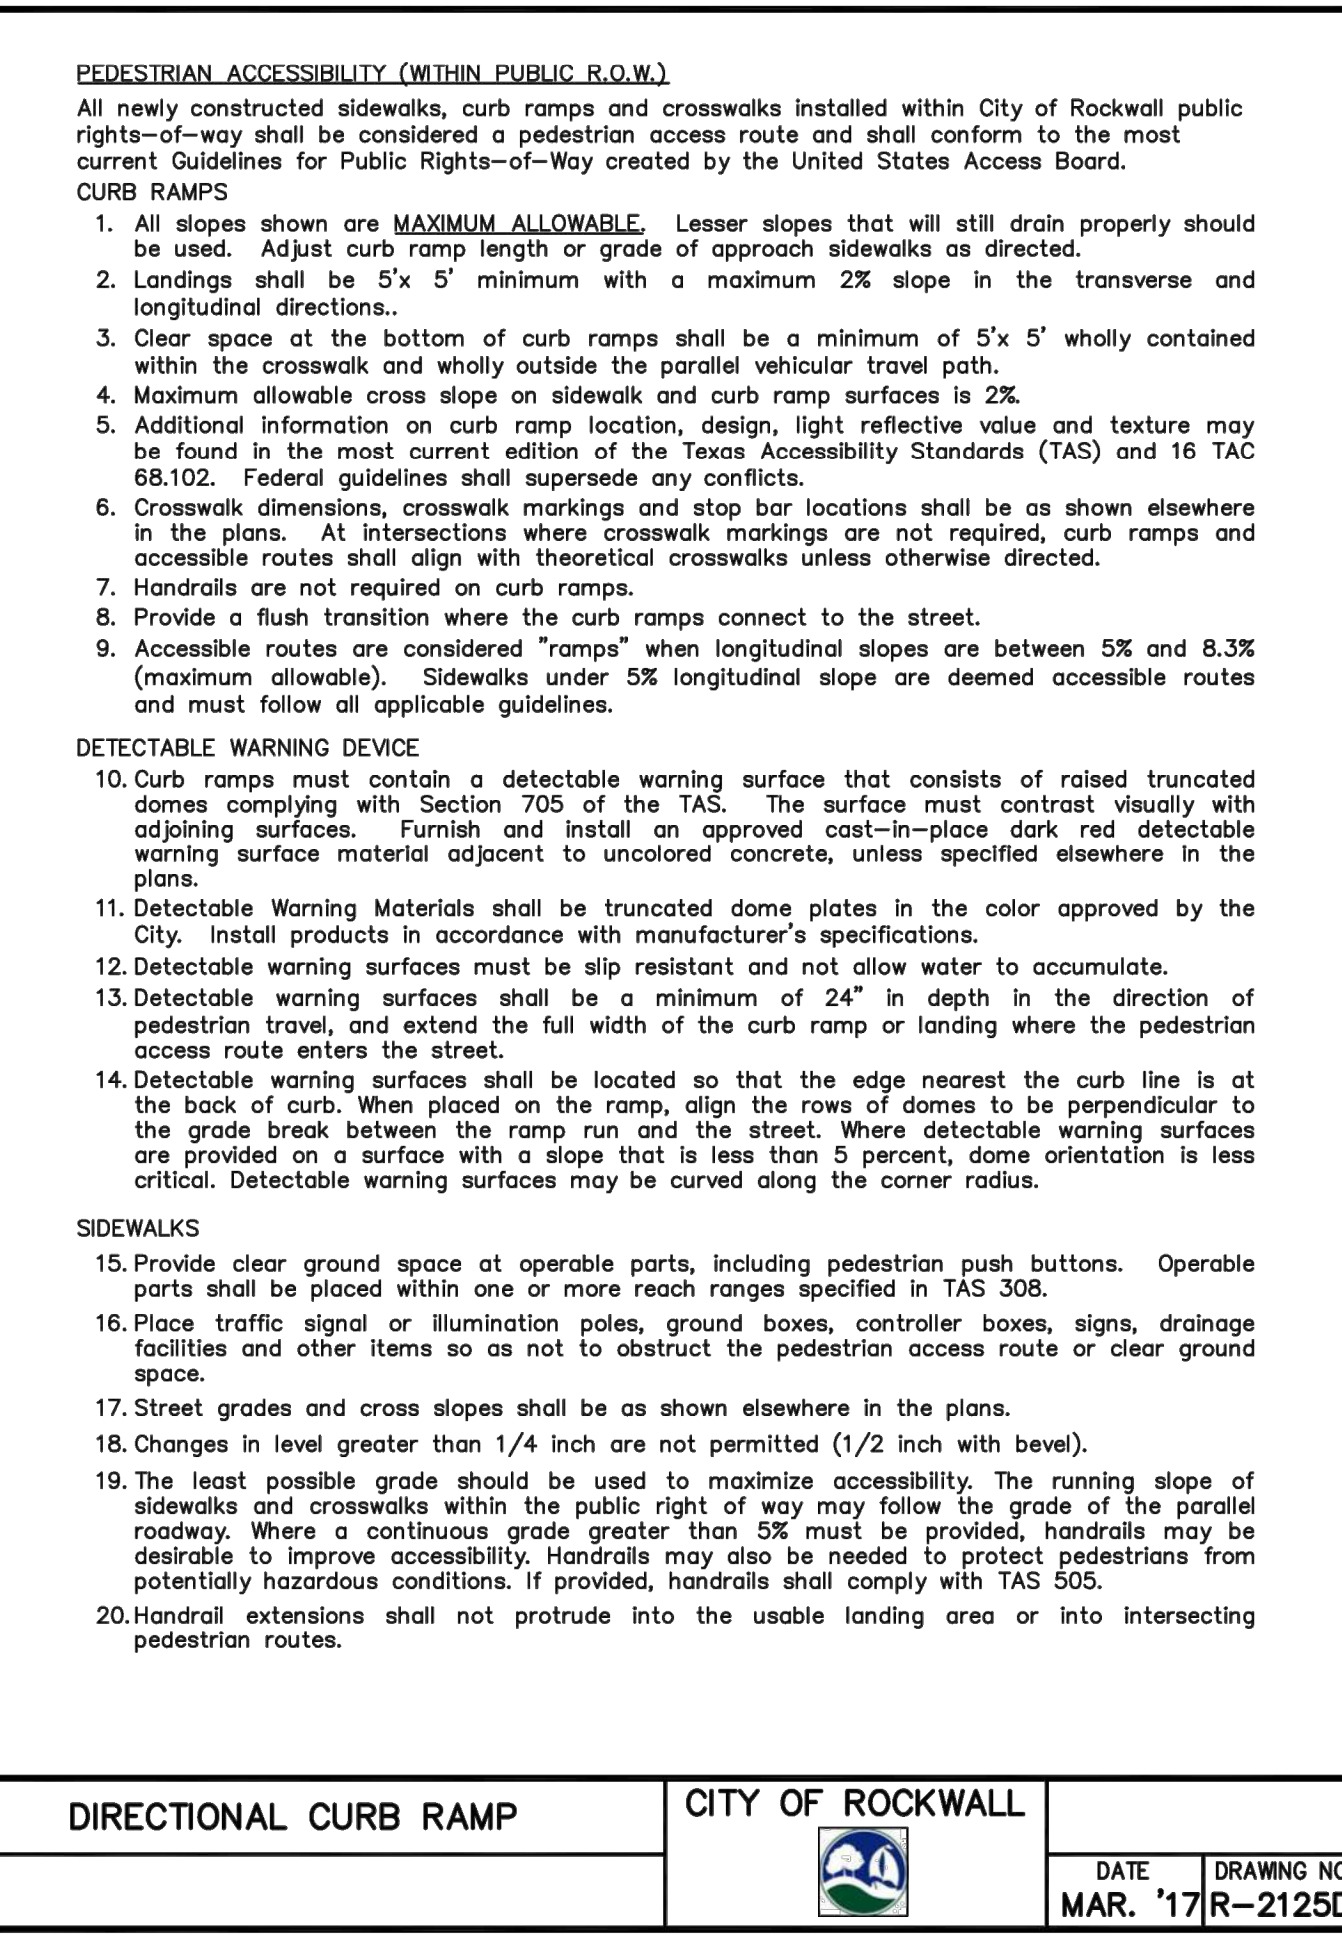 PEDESTRIAN ACCESSIBILITY (WITHIN PUBLIC R.O.W.)
All newly constructed sidewalks, curb ramps and crosswalks installed within City of Rockwall public
rights-of-way shall be considered a pedestrian access route and shall conform to the most
current Guidelines for Public Rights-of-Way created by the United States Access Board.
CURB RAMPS
1. All slopes shown are MAXIMUM ALLOWABLE. Lesser slopes that will still drain properly should
be used. Adjust curb ramp length or grade of approach sidewalks as directed.
2. Landings shall be 5'x 5' minimum with a maximum 2% slope in the transverse and
longitudinal directions..
3. Clear space at the bottom of curb ramps shall be a minimum of 5'x 5' wholly contained
within the crosswalk and wholly outside the parallel vehicular travel path.
4. Maximum allowable cross slope on sidewalk and curb ramp surfaces is 2%.
5. Additional information on curb ramp location, design, light reflective value and texture may
be found in the most current edition of the Texas Accessibility Standards (TAS) and 16 TAC
68.102. Federal guidelines shall supersede any conflicts.
6. Crosswalk dimensions, crosswalk markings and stop bar locations shall be as shown elsewhere
in the plans. At intersections where crosswalk markings are not required, curb ramps and
accessible routes shall align with theoretical crosswalks unless otherwise directed.
7. Handrails are not required on curb ramps.
8. Provide a flush transition where the curb ramps connect to the street.
9. Accessible routes are considered "ramps" when longitudinal slopes are between 5% and 8.3%
(maximum allowable). Sidewalks under 5% longitudinal slope are deemed accessible routes
and must follow all applicable guidelines.
DETECTABLE WARNING DEVICE
10. Curb ramps must contain a detectable warning surface that consists of raised truncated
domes complying with Section 705 of the TAS. The surface must contrast visually with
adjoining surfaces. Furnish and install an approved cast-in-place dark red detectable
warning surface material adjacent to uncolored concrete, unless specified elsewhere in the
plans.
11. Detectable Warning Materials shall be truncated dome plates in the color approved by the
City. Install products in accordance with manufacturer's specifications.
12. Detectable warning surfaces must be slip resistant and not allow water to accumulate.
13. Detectable warning surfaces shall be a minimum of 24" in depth in the direction of
pedestrian travel, and extend the full width of the curb ramp or landing where the pedestrian
access route enters the street.
14. Detectable warning surfaces shall be located so that the edge nearest the curb line is at
the back of curb. When placed on the ramp, align the rows of domes to be perpendicular to
the grade break between the ramp run and the street. Where detectable warning surfaces
are provided on a surface with a slope that is less than 5 percent, dome orientation is less
critical. Detectable warning surfaces may be curved along the corner radius.
SIDEWALKS
15. Provide clear ground space at operable parts, including pedestrian push buttons. Operable
parts shall be placed within one or more reach ranges specified in TAS 308.
16. Place traffic signal or illumination poles, ground boxes, controller boxes, signs, drainage
facilities and other items so as not to obstruct the pedestrian access route or clear ground
space.
17. Street grades and cross slopes shall be as shown elsewhere in the plans.
18. Changes in level greater than 1/4 inch are not permitted (1/2 inch with bevel).
19. The least possible grade should be used to maximize accessibility. The running slope of
sidewalks and crosswalks within the public right of way may follow the grade of the parallel
roadway. Where a continuous grade greater than 5% must be provided, handrails may be
desirable to improve accessibility. Handrails may also be needed to protect pedestrians from
potentially hazardous conditions. If provided, handrails shall comply with TAS 505.
20. Handrail extensions shall not protrude into the usable landing area or into intersecting
pedestrian routes.
DIRECTIONAL CURB RAMP
CITY OF ROCKWALL
DATE
MAR. '17
DRAWING NO
R-2125D